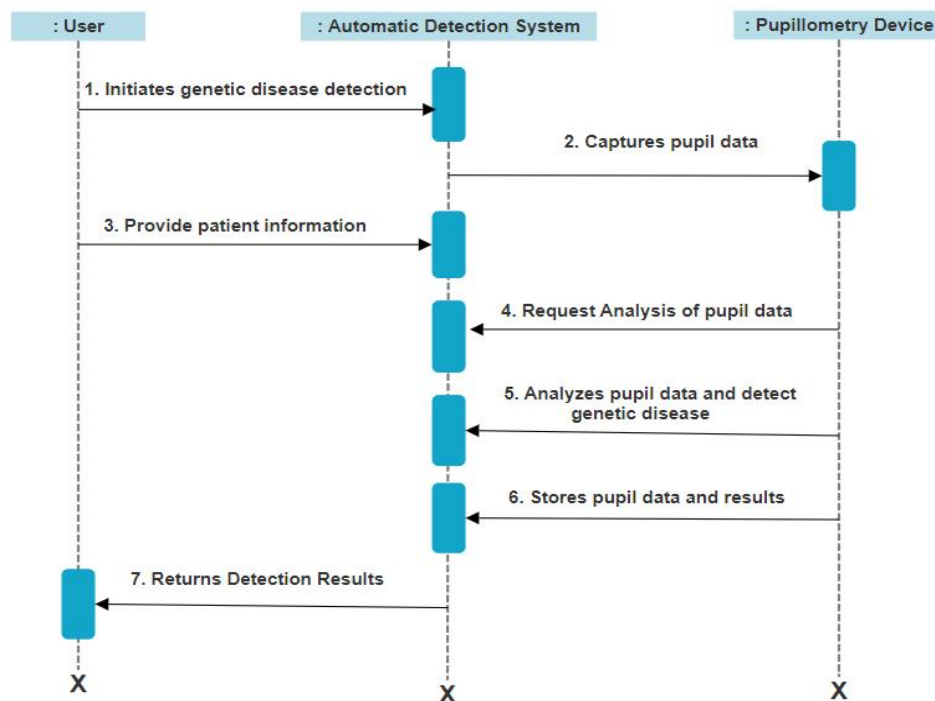 : User
: Automatic Detection System
: Pupillometry Device
1. Initiates genetic disease detection
2. Captures pupil data
3. Provide patient information
4. Request Analysis of pupil data
5. Analyzes pupil data and detect
genetic disease
6. Stores pupil data and results
7. Returns Detection Results
X
X
X